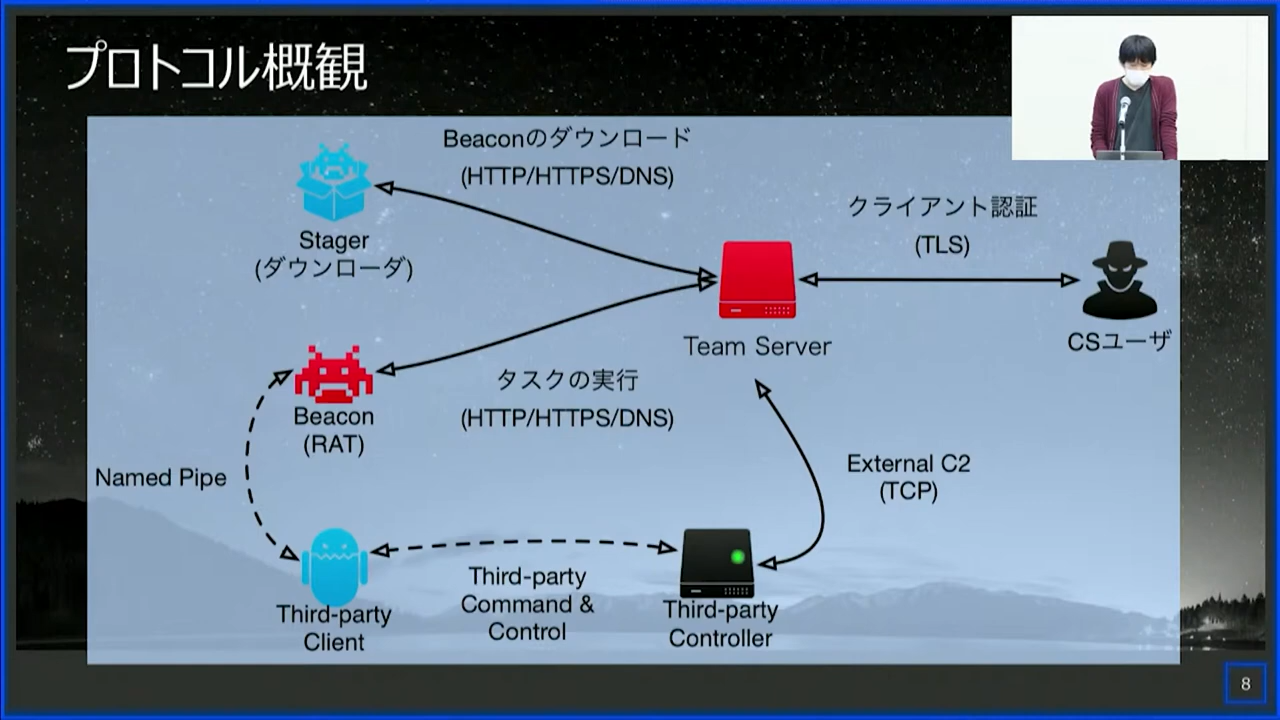 プロトコル概観
Beaconのダウンロード
(HTTP/HTTPS/DNS)
クライアント認証
(TLS)
Stager
(ダウンローダ)
Team Server
CSユーザ
タスクの実行
(HTTP/HTTPS/DNS)
Beacon
(RAT)
Named Pipe
External C2
(TCP)
Third-party
Command &
Control
Third-party
Client
Third-party
Controller
8